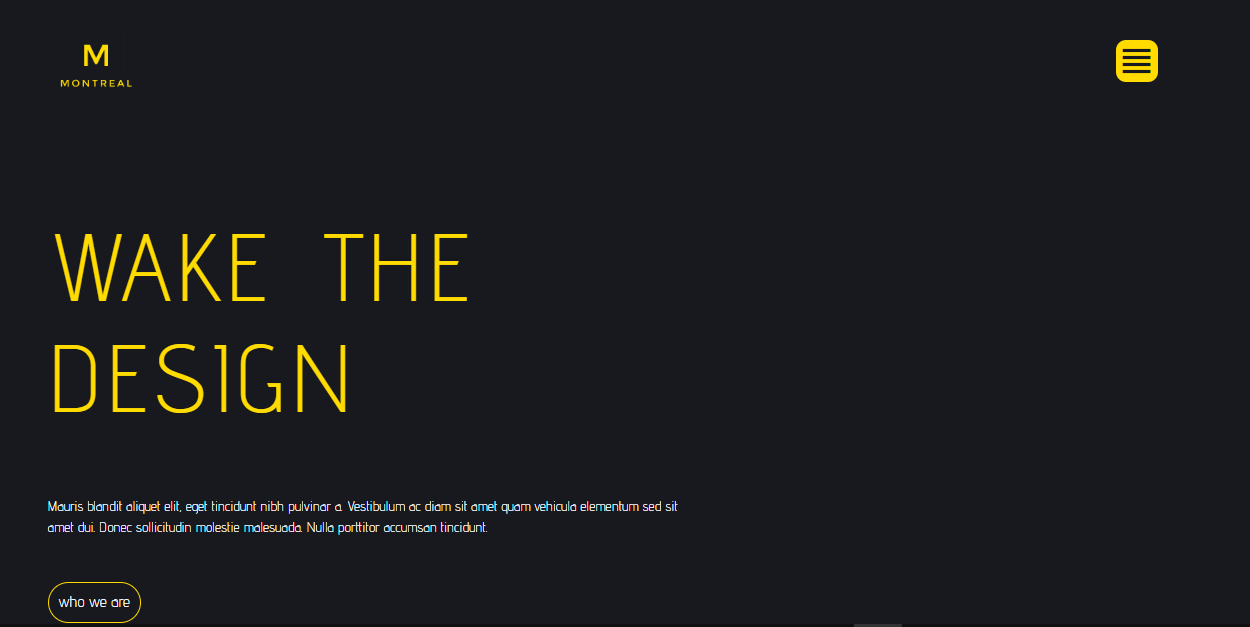 M
MONTREAL
WAKE THE
DESIGN
Mauris blandit aliquet elit, eget tincidunt nibh pulvinar a. Vestibulum ac diam sit amet quam vehicula elementum sed sit
amet dui. Donec sollicitudin molestie malesuada. Nulla porttitor accumsan tincidunt.
who we are